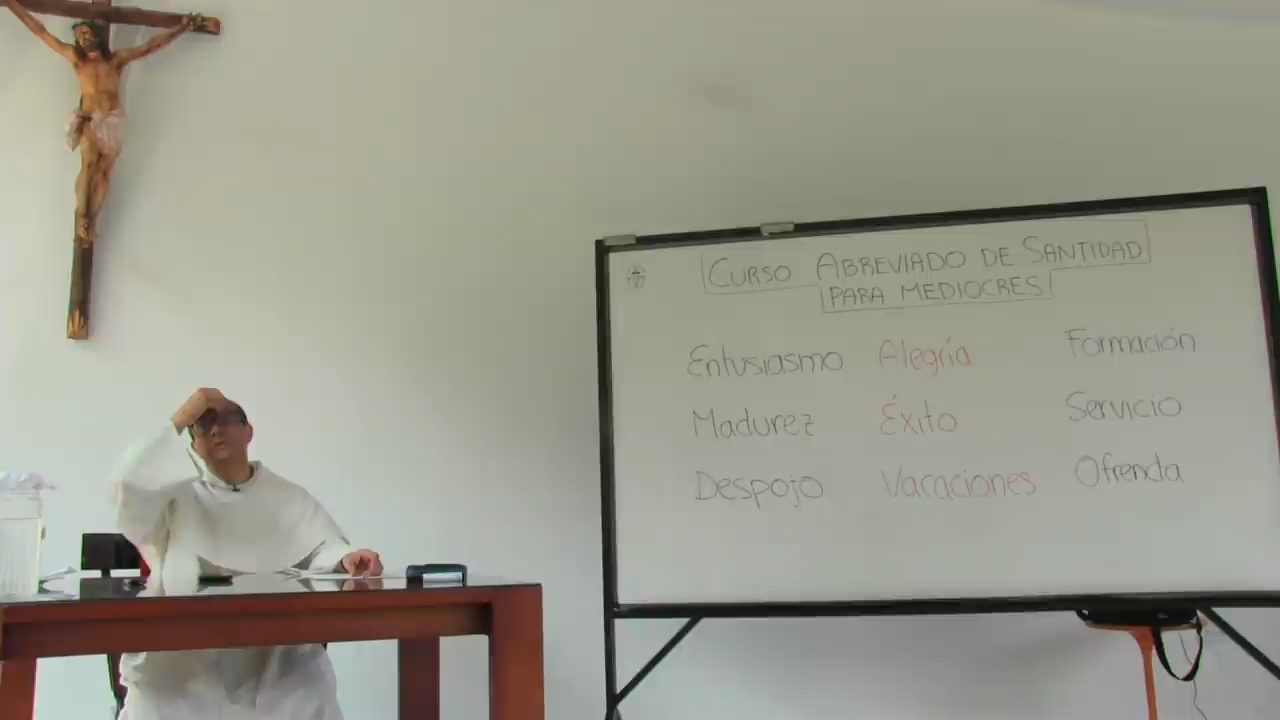 CURSO ABREVIADO DE SANTIDAD
PARA MEDIOCRES
Entusiasmo Alegría Formación
Madurez Éxito Servicio
Despojo Vacaciones Ofrenda